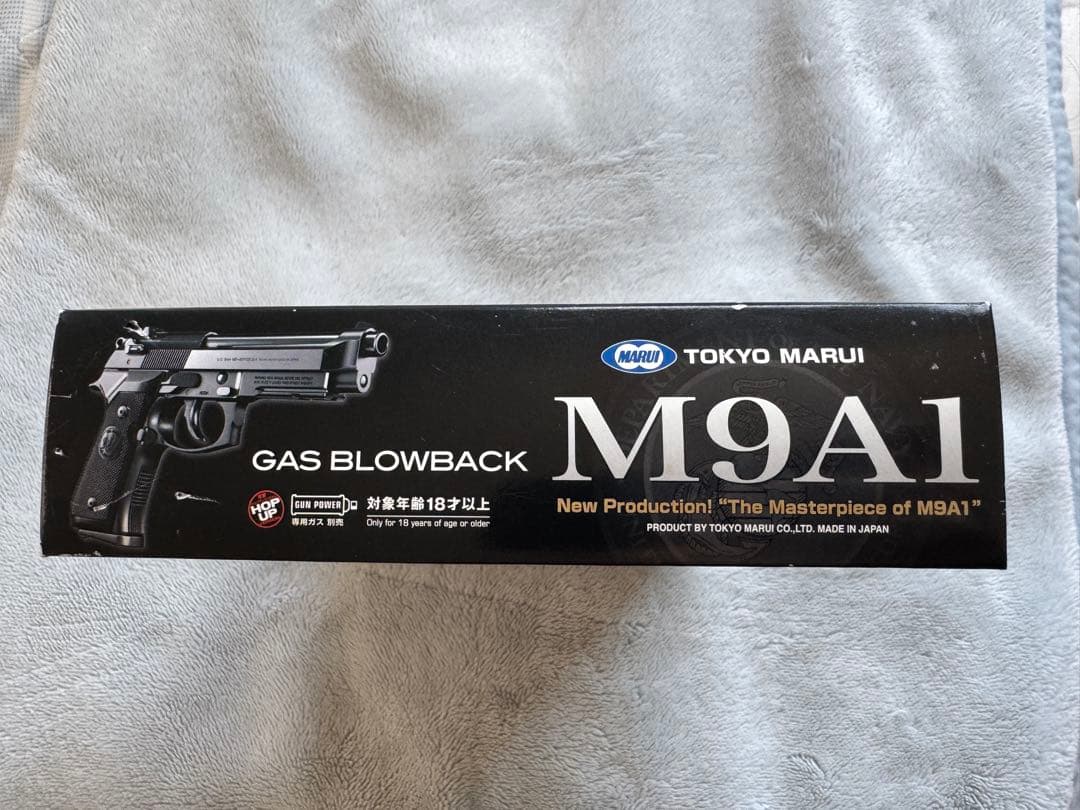 MARUI TOKYO MARUI
M9A1
GAS BLOWBACK
New Production! “The Masterpiece of M9A1”
PRODUCT BY TOKYO MARUI CO.,LTD. MADE IN JAPAN
HOP UP
GUN POWER
専用ガス 別売
対象年齢18才以上
Only for 18 years of age or older